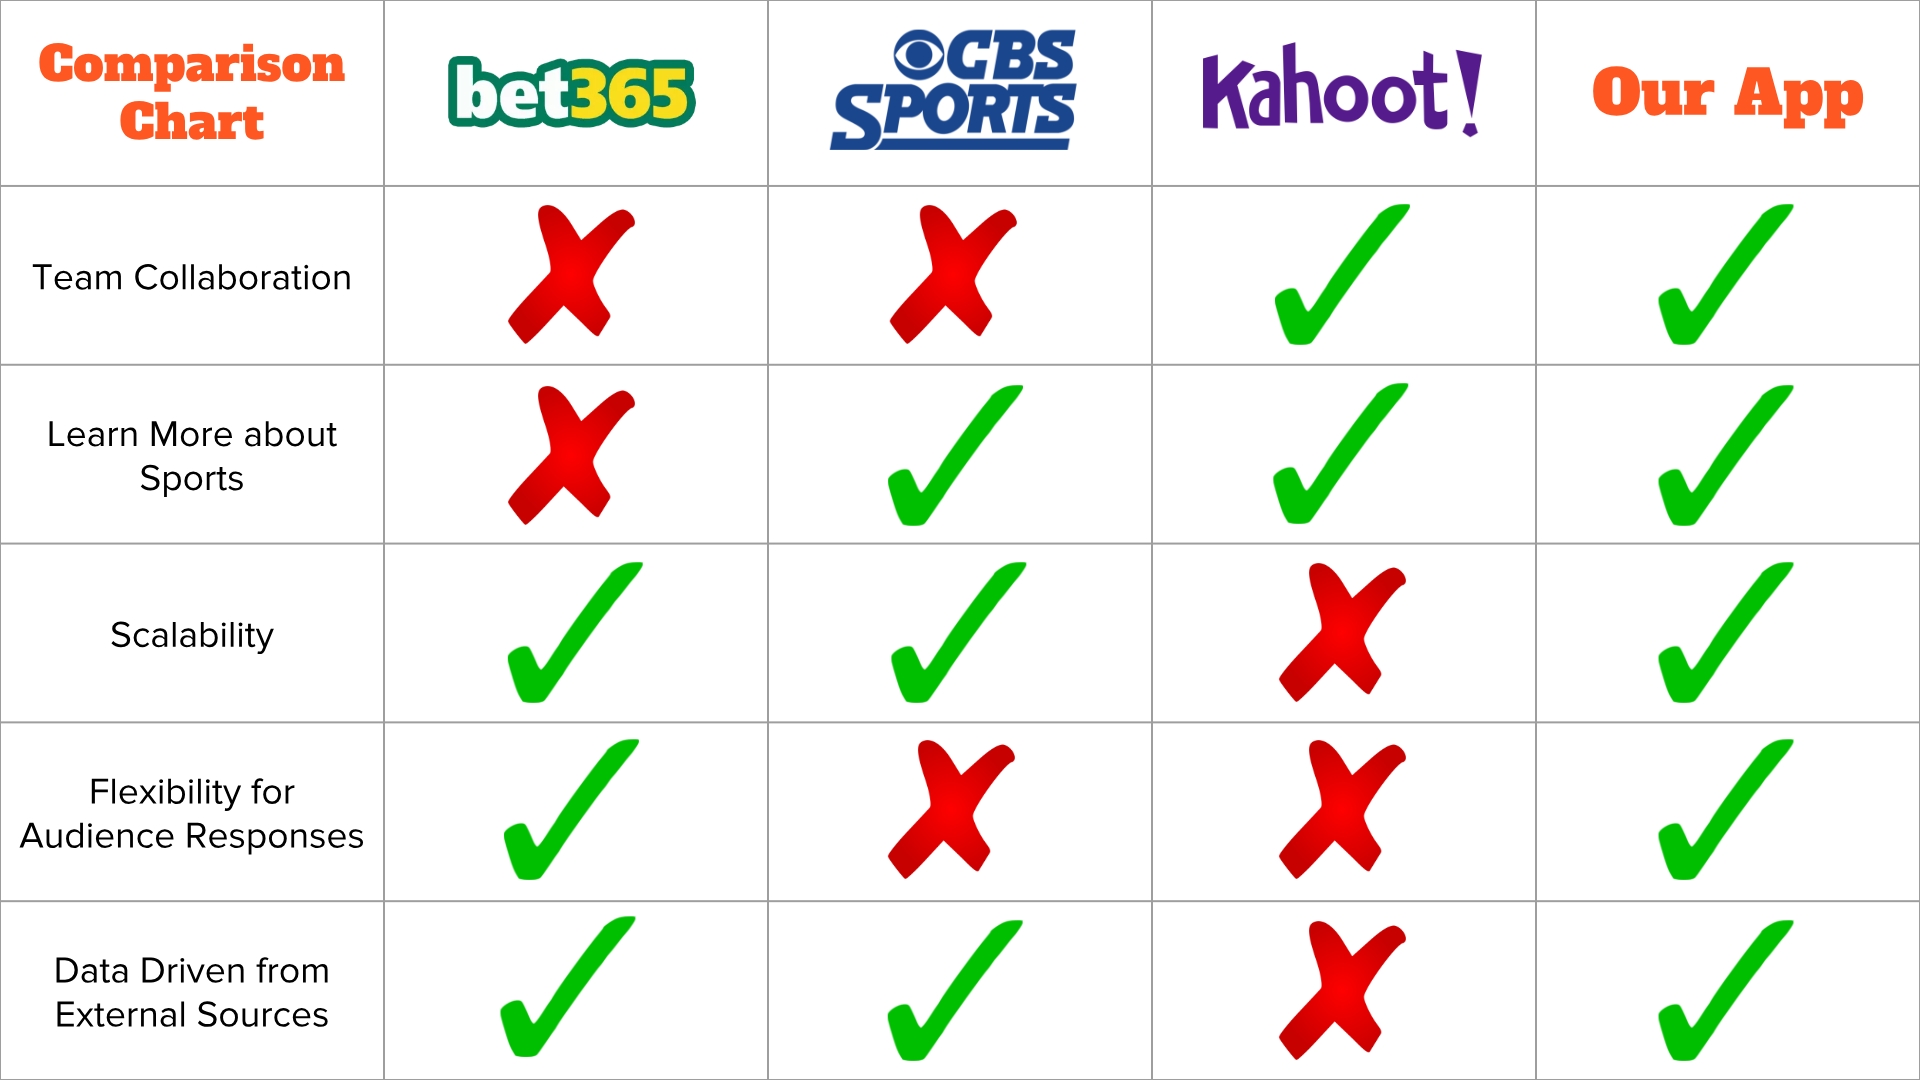 Comparison
Chart
bet365
CBS
SPORTS
Kahoot!
Our App
Team Collaboration
Learn More about
Sports
Scalability
Flexibility for
Audience Responses
Data Driven from
External Sources